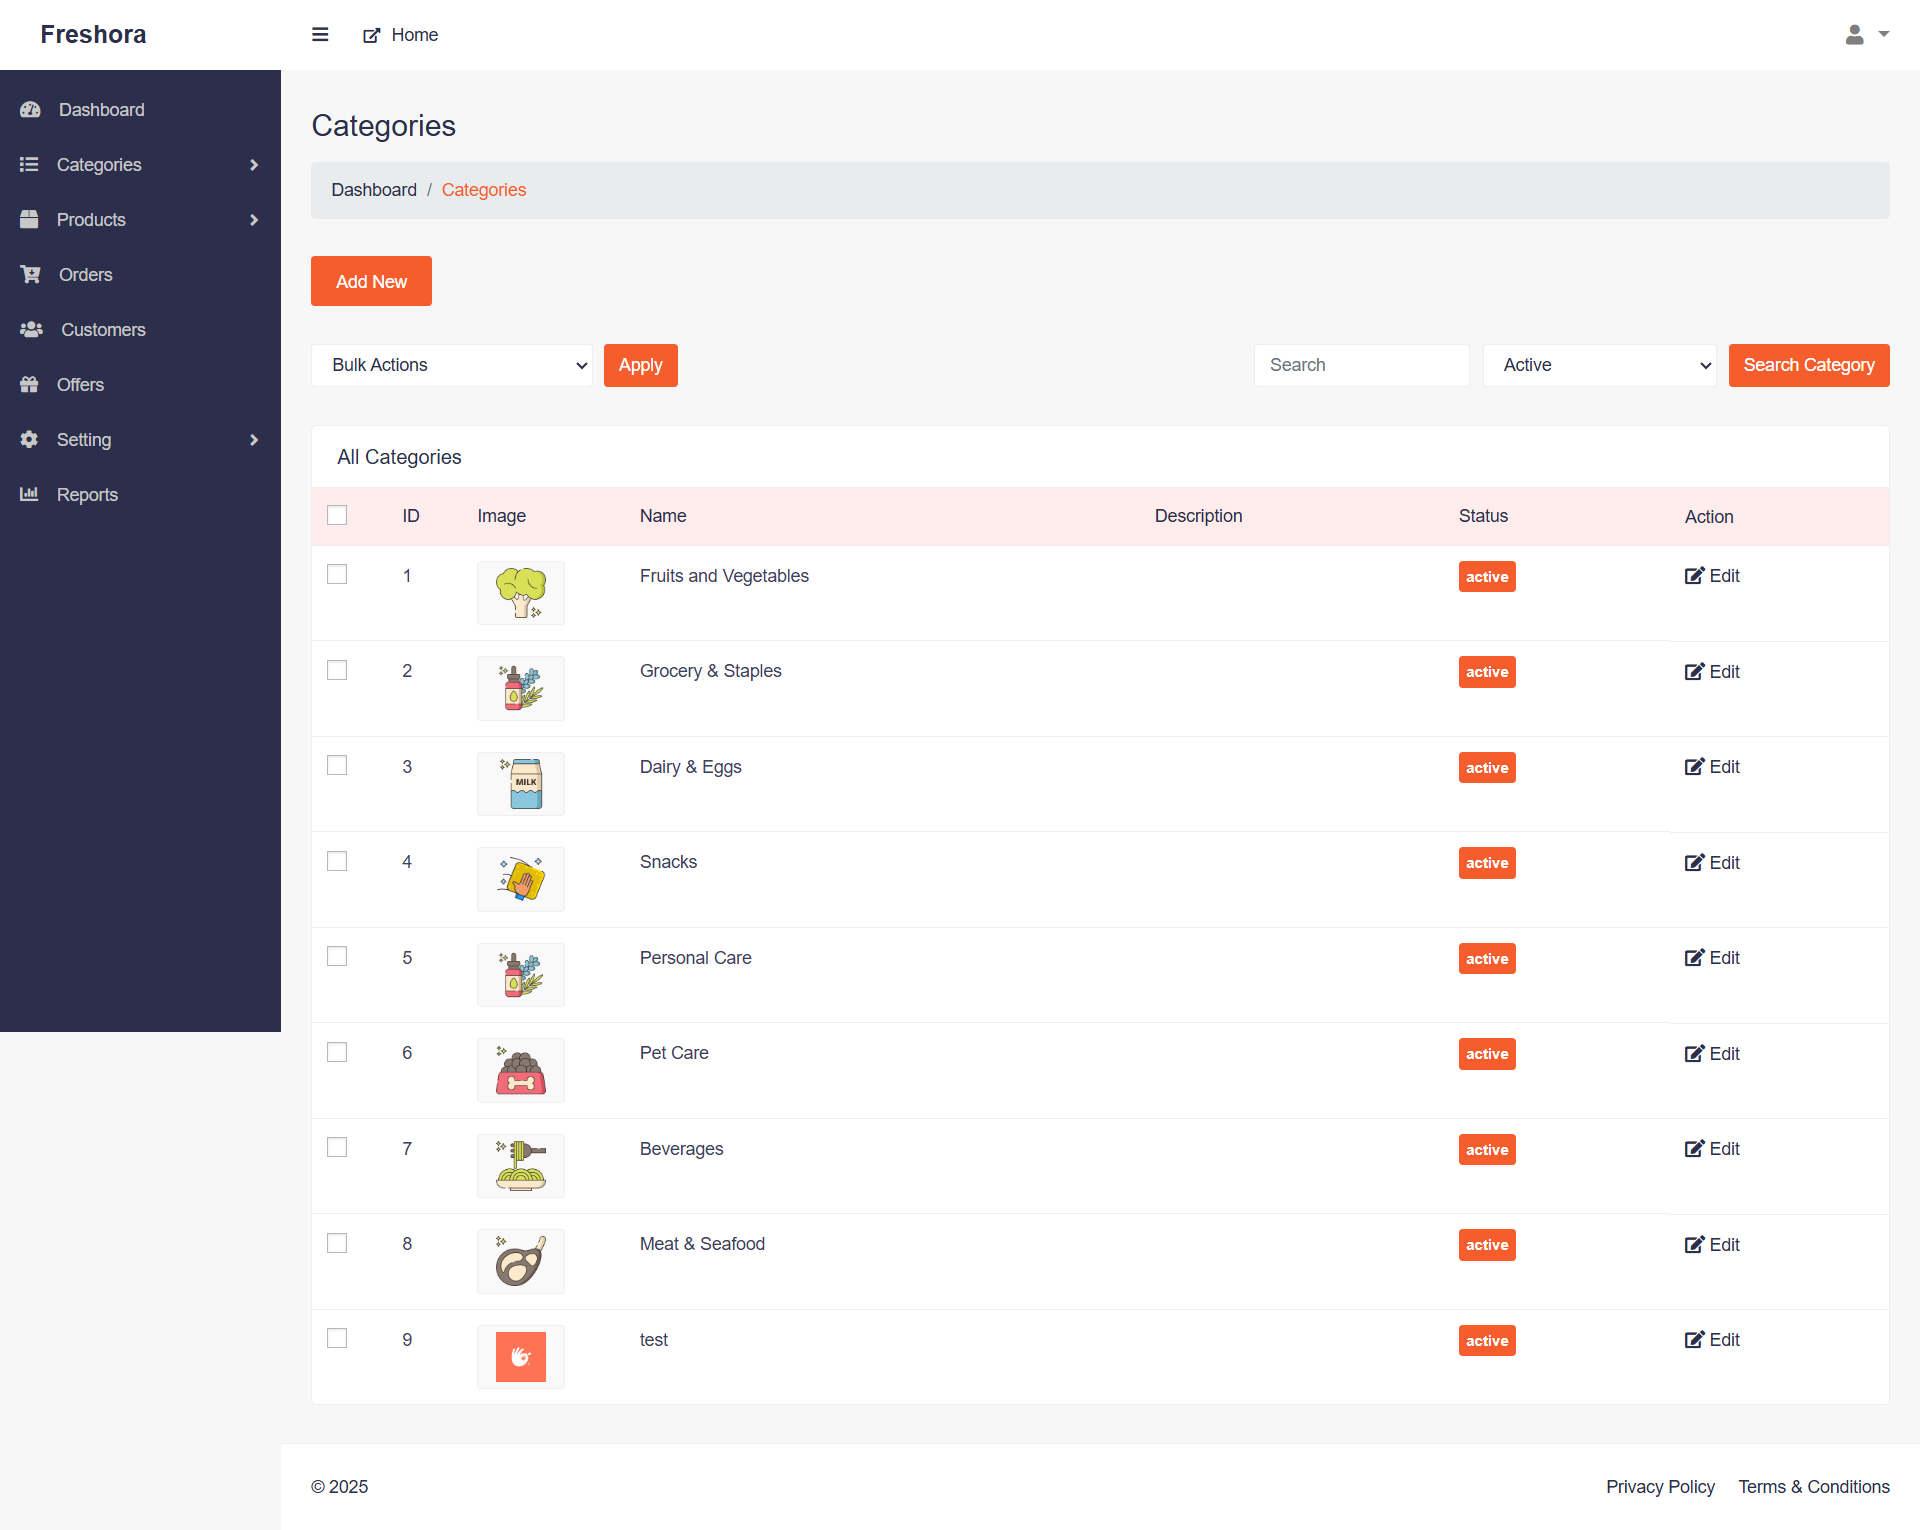 Freshora
Home
Dashboard
Categories
Products
Orders
Customers
Offers
Setting
Reports
Categories
Dashboard / Categories
Add New
Bulk Actions Apply Search Active Search Category
All Categories
ID Image Name Description Status Action
1 Fruits and Vegetables active Edit
2 Grocery & Staples active Edit
3 MILK Dairy & Eggs active Edit
4 Snacks active Edit
5 Personal Care active Edit
6 Pet Care active Edit
7 Beverages active Edit
8 Meat & Seafood active Edit
9 test active Edit
© 2025 Privacy Policy Terms & Conditions